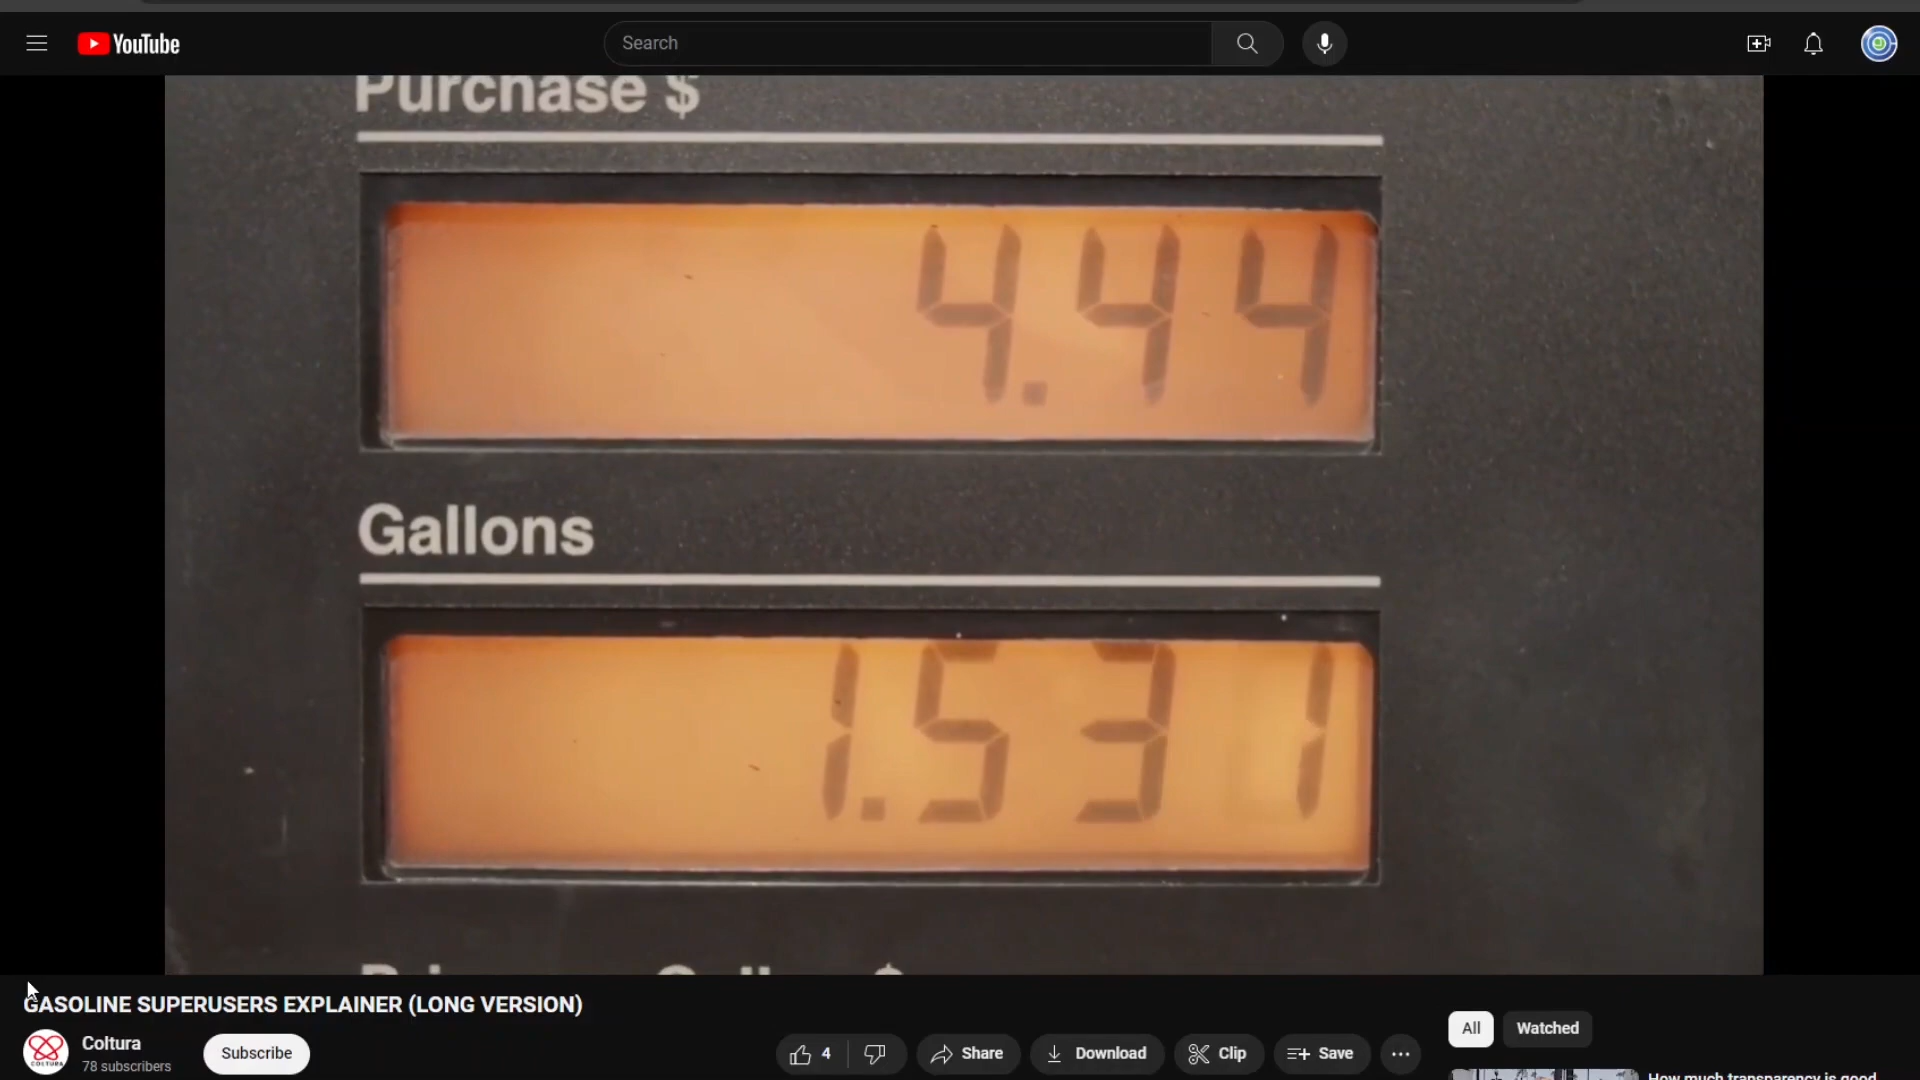 YouTube
Search
Purchase $
4.44
Gallons
1.531
GASOLINE SUPERUSERS EXPLAINER (LONG VERSION)
Coltura
78 subscribers
Subscribe
4
Share
Download
Clip
Save
All
Watched
How much transparency is good